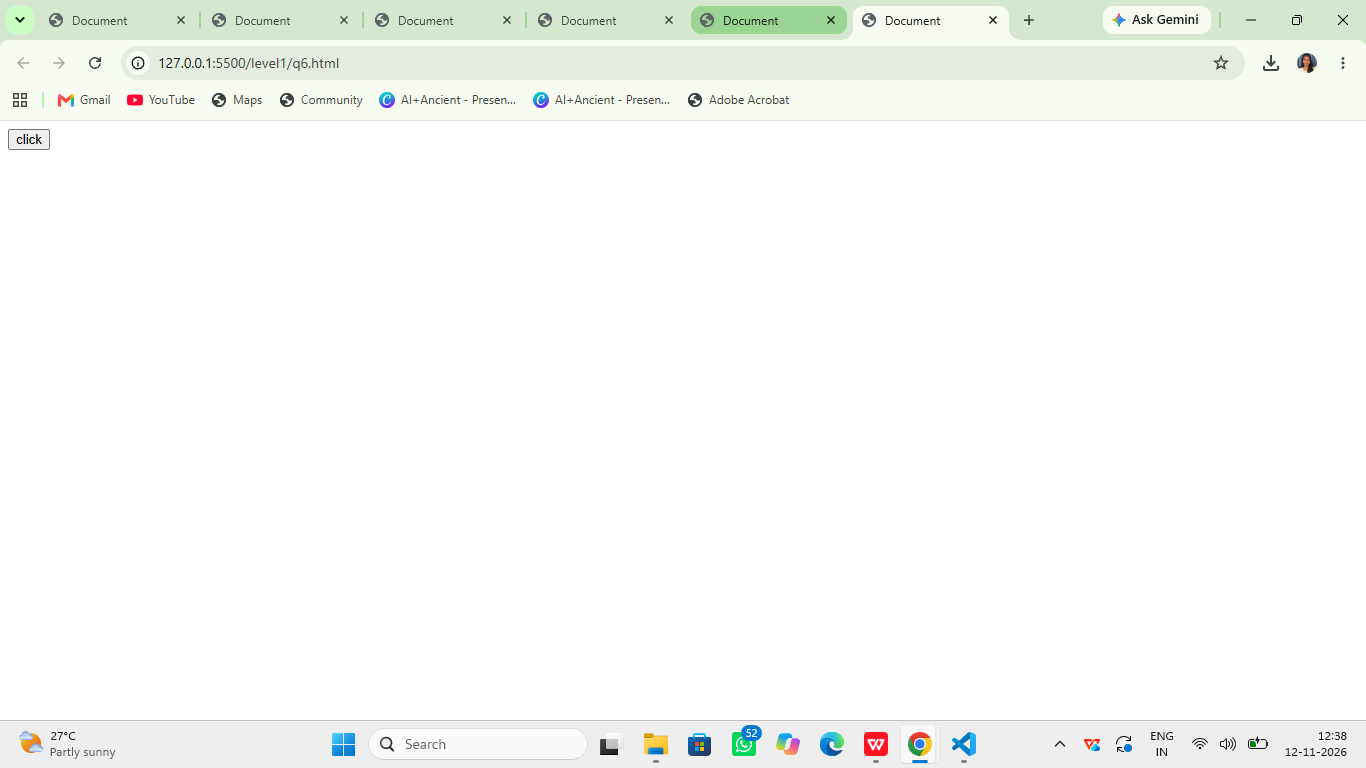 Document
Document
Document
Document
Document
Document
Ask Gemini
127.0.0.1:5500/level1/q6.html
Gmail
YouTube
Maps
Community
AI+Ancient - Presen...
AI+Ancient - Presen...
Adobe Acrobat
click
27°C
Partly sunny
Search
52
ENG
IN
12:38
12-11-2026